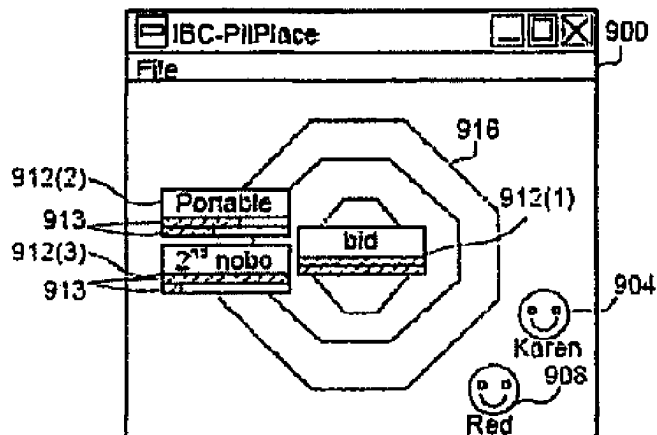 IBC-PilPlace
900
File
916
912(2)
Portable
912(1)
913
bid
912(3)
2nd nobo
913
904
Karen
908
Red